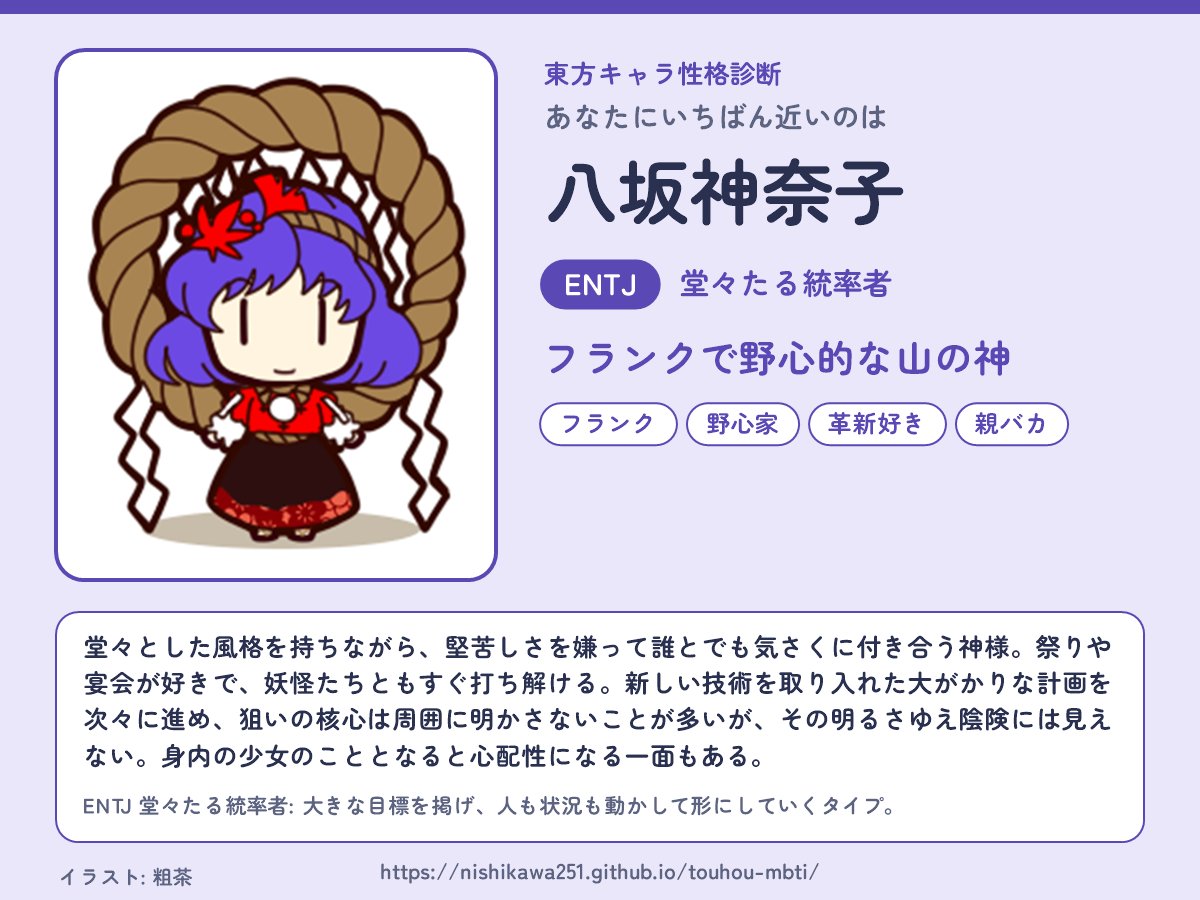 東方キャラ性格診断
あなたにいちばん近いのは
八坂神奈子
ENTJ 堂々たる統率者
フランクで野心的な山の神
フランク 野心家 革新好き 親バカ
堂々とした風格を持ちながら、堅苦しさを嫌って誰とでも気さくに付き合う神様。祭りや
宴会が好きで、妖怪たちともすぐ打ち解ける。新しい技術を取り入れた大がかりな計画を
次々に進め、狙いの核心は周囲に明かさないことが多いが、その明るさゆえ陰険には見え
ない。身内の少女のこととなると心配性になる一面もある。
ENTJ 堂々たる統率者: 大きな目標を掲げ、人も状況も動かして形にしていくタイプ。
イラスト: 粗茶 https://nishikawa251.github.io/touhou-mbti/